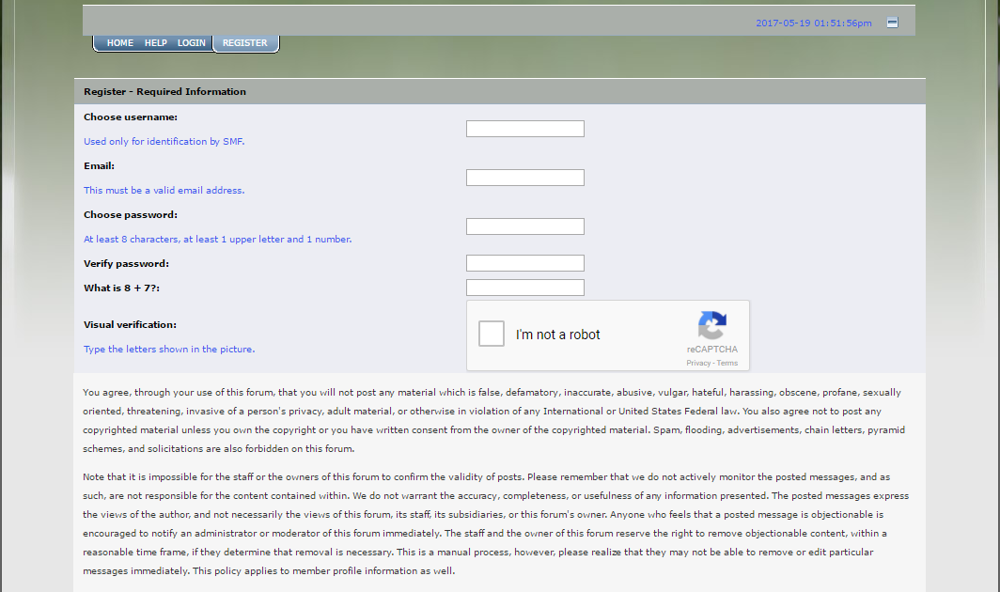 2017-05-19 01:51:56pm
HOME HELP LOGIN REGISTER
Register - Required Information
Choose username:
Used only for identification by SMF.
Email:
This must be a valid email address.
Choose password:
At least 8 characters, at least 1 upper letter and 1 number.
Verify password:
What is 8 + 7?:
Visual verification:
Type the letters shown in the picture.
I'm not a robot
reCAPTCHA
Privacy - Terms
You agree, through your use of this forum, that you will not post any material which is false, defamatory, inaccurate, abusive, vulgar, hateful, harassing, obscene, profane, sexually
oriented, threatening, invasive of a person's privacy, adult material, or otherwise in violation of any International or United States Federal law. You also agree not to post any
copyrighted material unless you own the copyright or you have written consent from the owner of the copyrighted material. Spam, flooding, advertisements, chain letters, pyramid
schemes, and solicitations are also forbidden on this forum.
Note that it is impossible for the staff or the owners of this forum to confirm the validity of posts. Please remember that we do not actively monitor the posted messages, and as
such, are not responsible for the content contained within. We do not warrant the accuracy, completeness, or usefulness of any information presented. The posted messages express
the views of the author, and not necessarily the views of this forum, its staff, its subsidiaries, or this forum's owner. Anyone who feels that a posted message is objectionable is
encouraged to notify an administrator or moderator of this forum immediately. The staff and the owner of this forum reserve the right to remove objectionable content, within a
reasonable time frame, if they determine that removal is necessary. This is a manual process, however, please realize that they may not be able to remove or edit particular
messages immediately. This policy applies to member profile information as well.